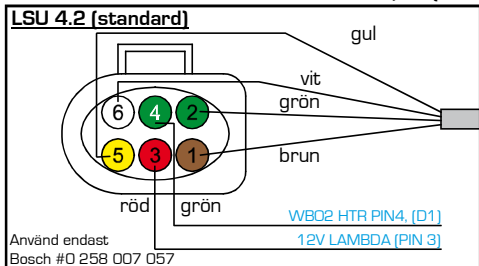 LSU 4.2 (standard)
gul
vit
grön
6 4 2
5 3 1
brun
röd grön
WBO2 HTR PIN4, (D1)
12V LAMBDA (PIN 3)
Använd endast
Bosch #0 258 007 057